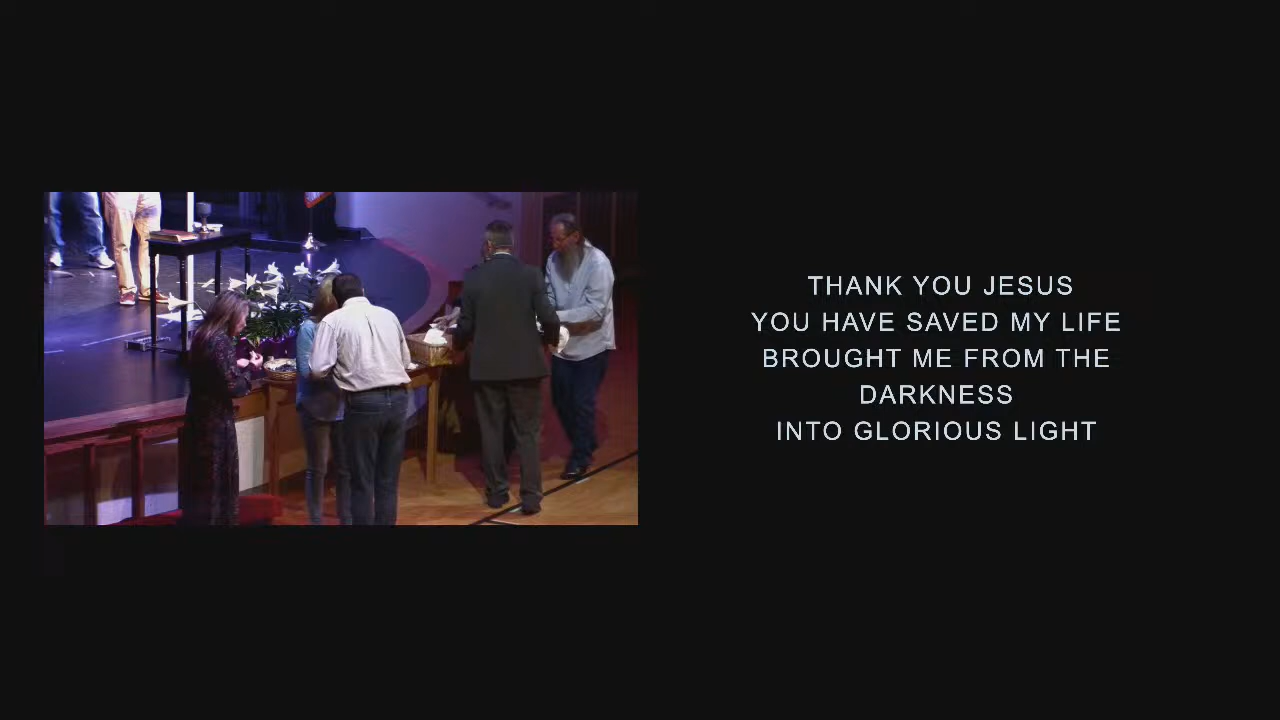 THANK YOU JESUS
YOU HAVE SAVED MY LIFE
BROUGHT ME FROM THE
DARKNESS
INTO GLORIOUS LIGHT